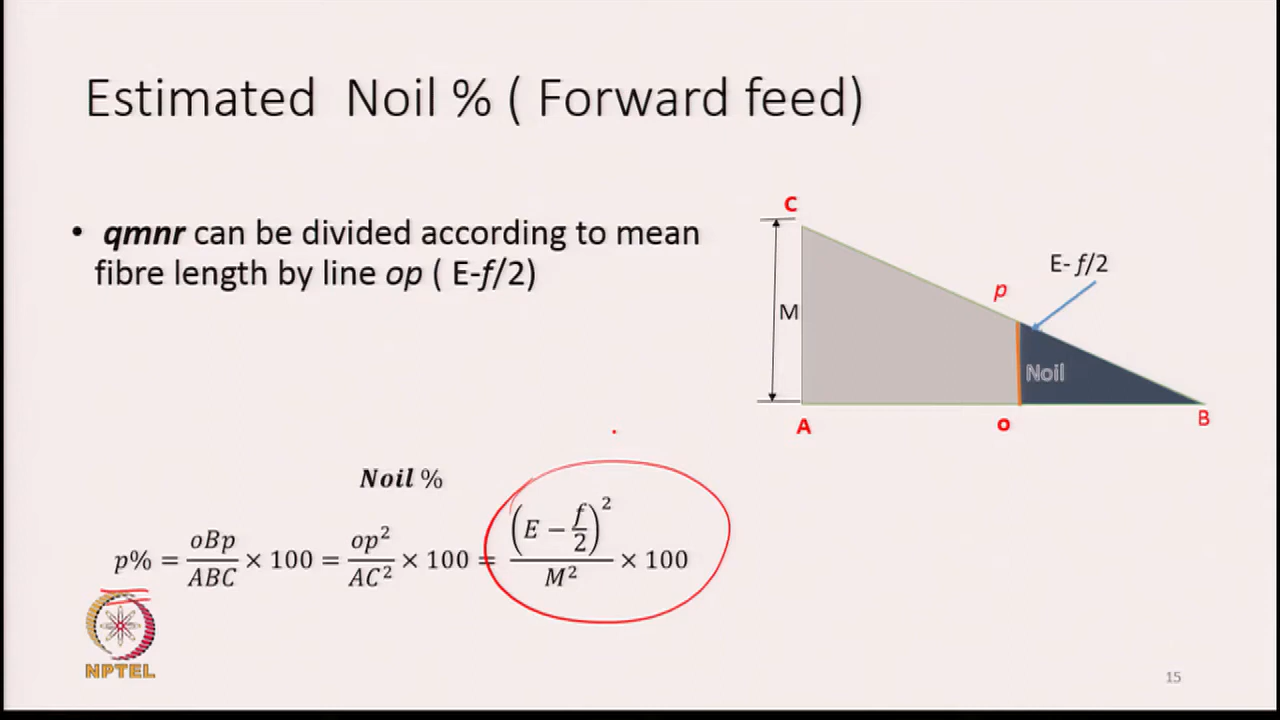 Estimated Noil % ( Forward feed)
• qmnr can be divided according to mean
fibre length by line op ( E-f/2)
C
E- f/2
p
M
Noil
A
o
B
Noil %
p% = oBp/ABC × 100 = op²/AC² × 100 = (E − f/2)²/M² × 100
NPTEL
15